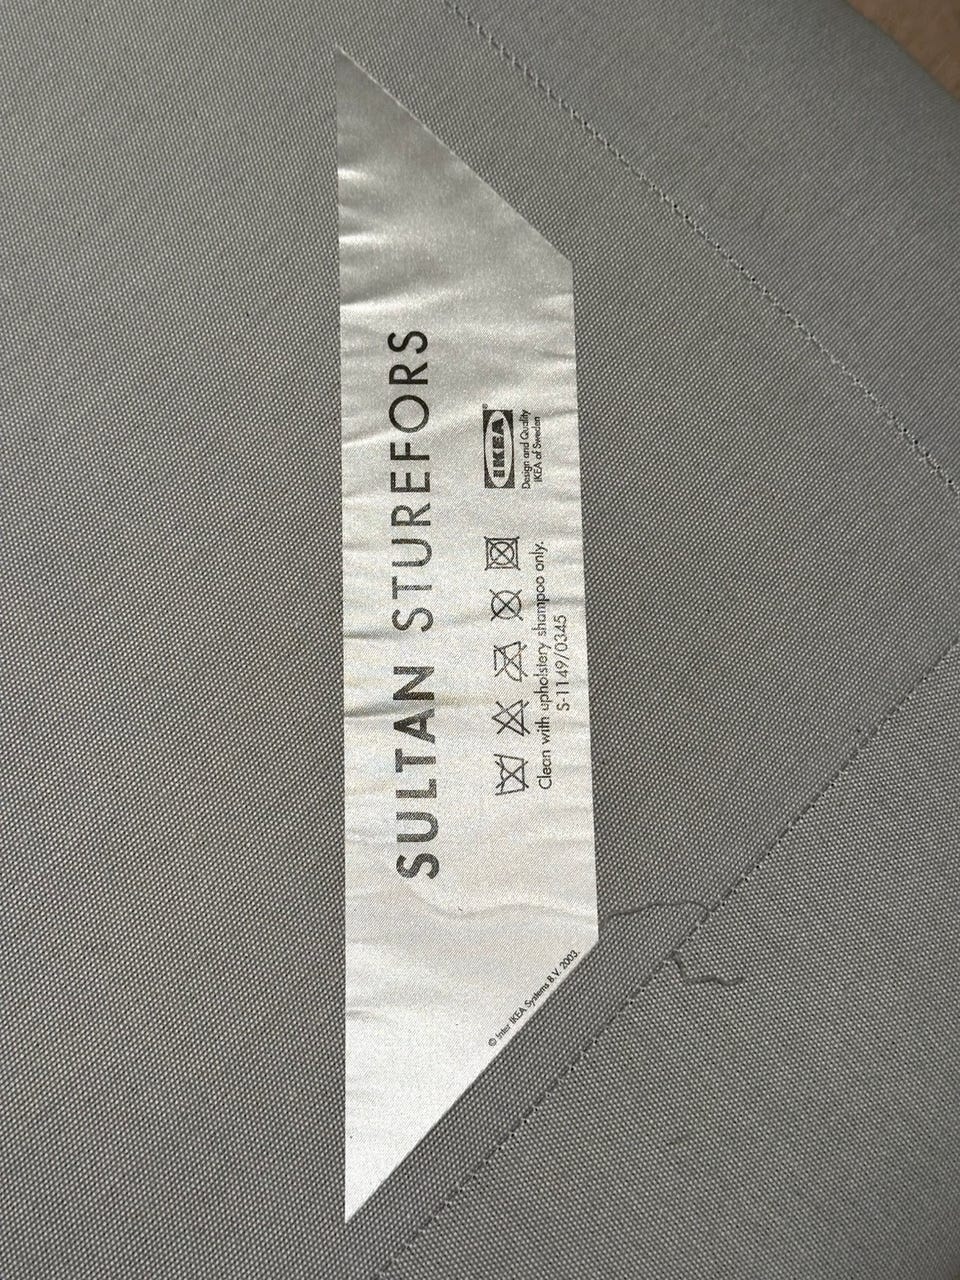 SULTAN STUREFORS
IKEA®
Design and Quality
IKEA of Sweden
Clean with upholstery shampoo only.
S-1149/0345
© Inter IKEA Systems B.V. 2003.